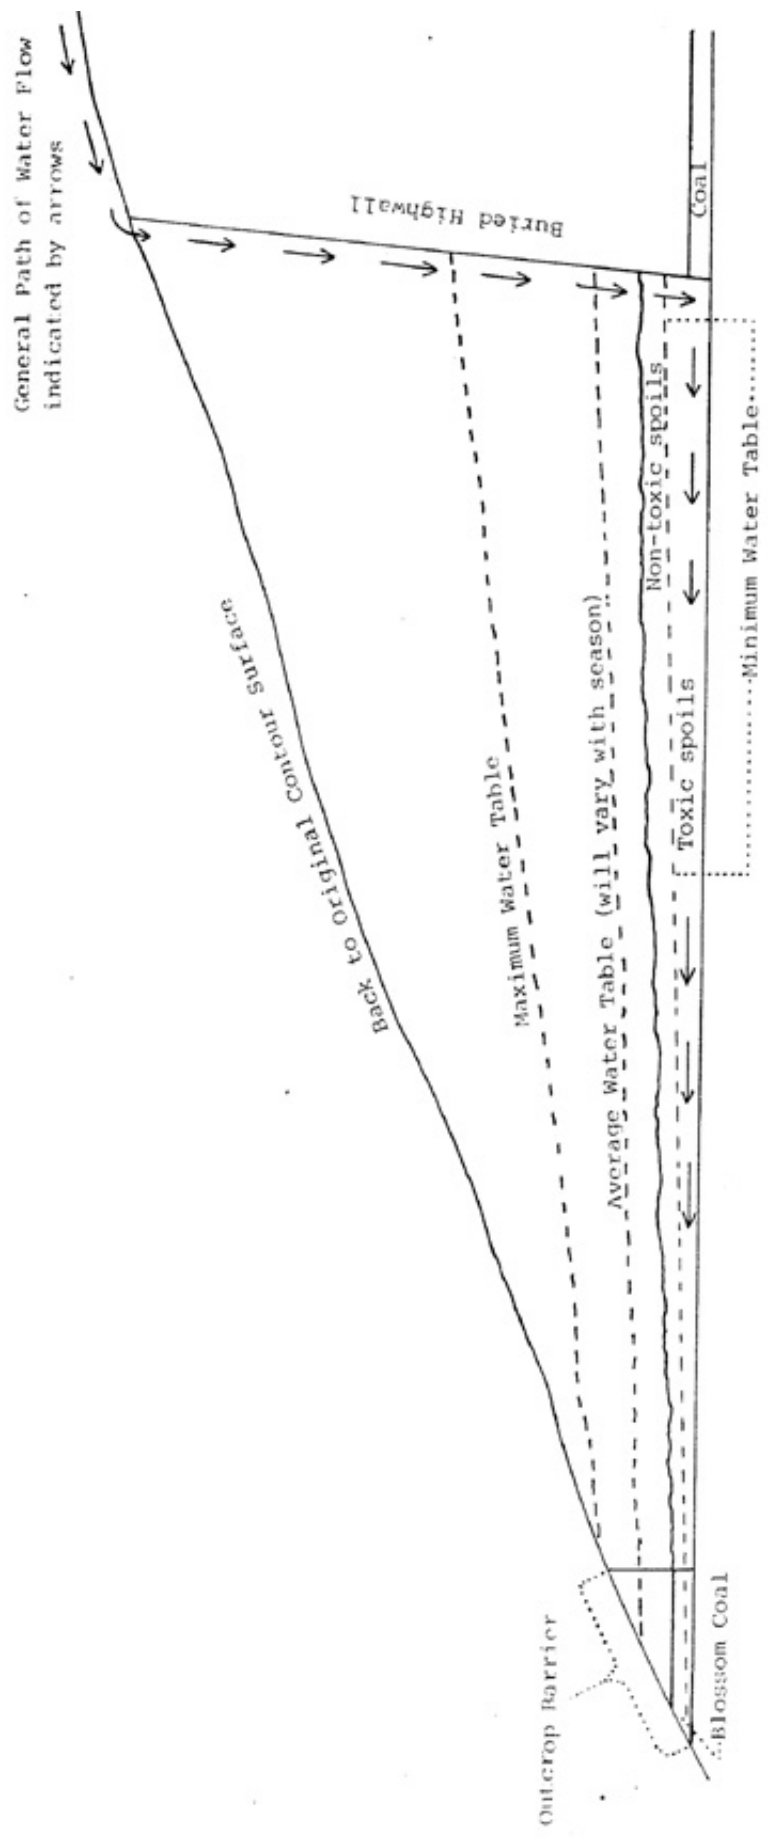 General Path of Water Flow
indicated by arrows
Buried Highwall
Coal
Back to Original Contour Surface
Maximum Water Table
Average Water Table (will vary with season)
Non-toxic spoils
Toxic spoils
Minimum Water Table
Outcrop Barrier
Blossom Coal